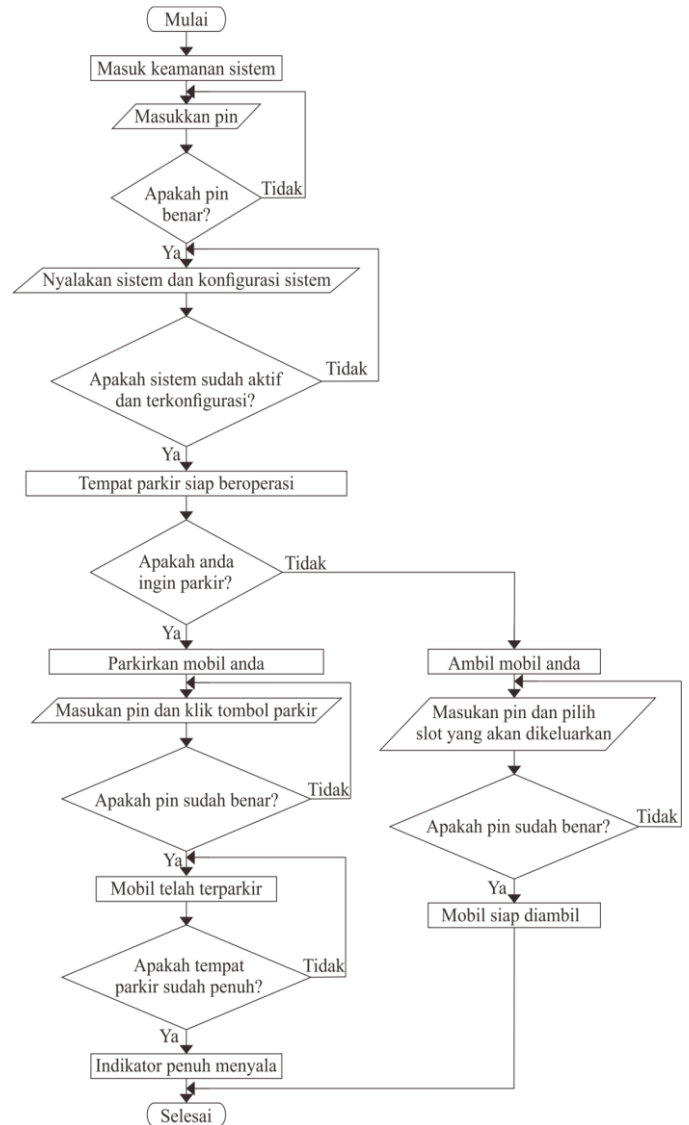 Mulai
Masuk keamanan sistem
Masukkan pin
Apakah pin
benar?
Tidak
Ya
Nyalakan sistem dan konfigurasi sistem
Apakah sistem sudah aktif
dan terkonfigurasi?
Tidak
Ya
Tempat parkir siap beroperasi
Apakah anda
ingin parkir?
Tidak
Ya
Parkirkan mobil anda
Masukan pin dan klik tombol parkir
Apakah pin sudah benar?
Tidak
Ya
Mobil telah terparkir
Apakah tempat
parkir sudah penuh?
Tidak
Ya
Indikator penuh menyala
Ambil mobil anda
Masukan pin dan pilih
slot yang akan dikeluarkan
Apakah pin sudah benar?
Tidak
Ya
Mobil siap diambil
Selesai